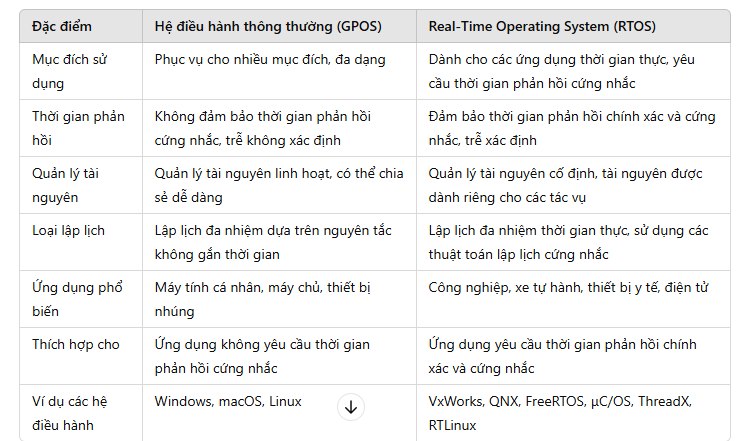 Đặc điểm Hệ điều hành thông thường (GPOS) Real-Time Operating System (RTOS)
Mục đích sử Phục vụ cho nhiều mục đích, đa dạng Dành cho các ứng dụng thời gian thực, yêu
dụng cầu thời gian phản hồi cứng nhắc
Thời gian phản Không đảm bảo thời gian phản hồi Đảm bảo thời gian phản hồi chính xác và cứng
hồi cứng nhắc, trễ không xác định nhắc, trễ xác định
Quản lý tài Quản lý tài nguyên linh hoạt, có thể chia Quản lý tài nguyên cố định, tài nguyên được
nguyên sẻ dễ dàng dành riêng cho các tác vụ
Loại lập lịch Lập lịch đa nhiệm dựa trên nguyên tắc Lập lịch đa nhiệm thời gian thực, sử dụng các
không gắn thời gian thuật toán lập lịch cứng nhắc
Ứng dụng phổ Máy tính cá nhân, máy chủ, thiết bị Công nghiệp, xe tự hành, thiết bị y tế, điện tử
biến nhúng
Thích hợp cho Ứng dụng không yêu cầu thời gian Ứng dụng yêu cầu thời gian phản hồi chính
phản hồi cứng nhắc xác và cứng nhắc
Ví dụ các hệ Windows, macOS, Linux VxWorks, QNX, FreeRTOS, µC/OS, ThreadX,
điều hành RTLinux